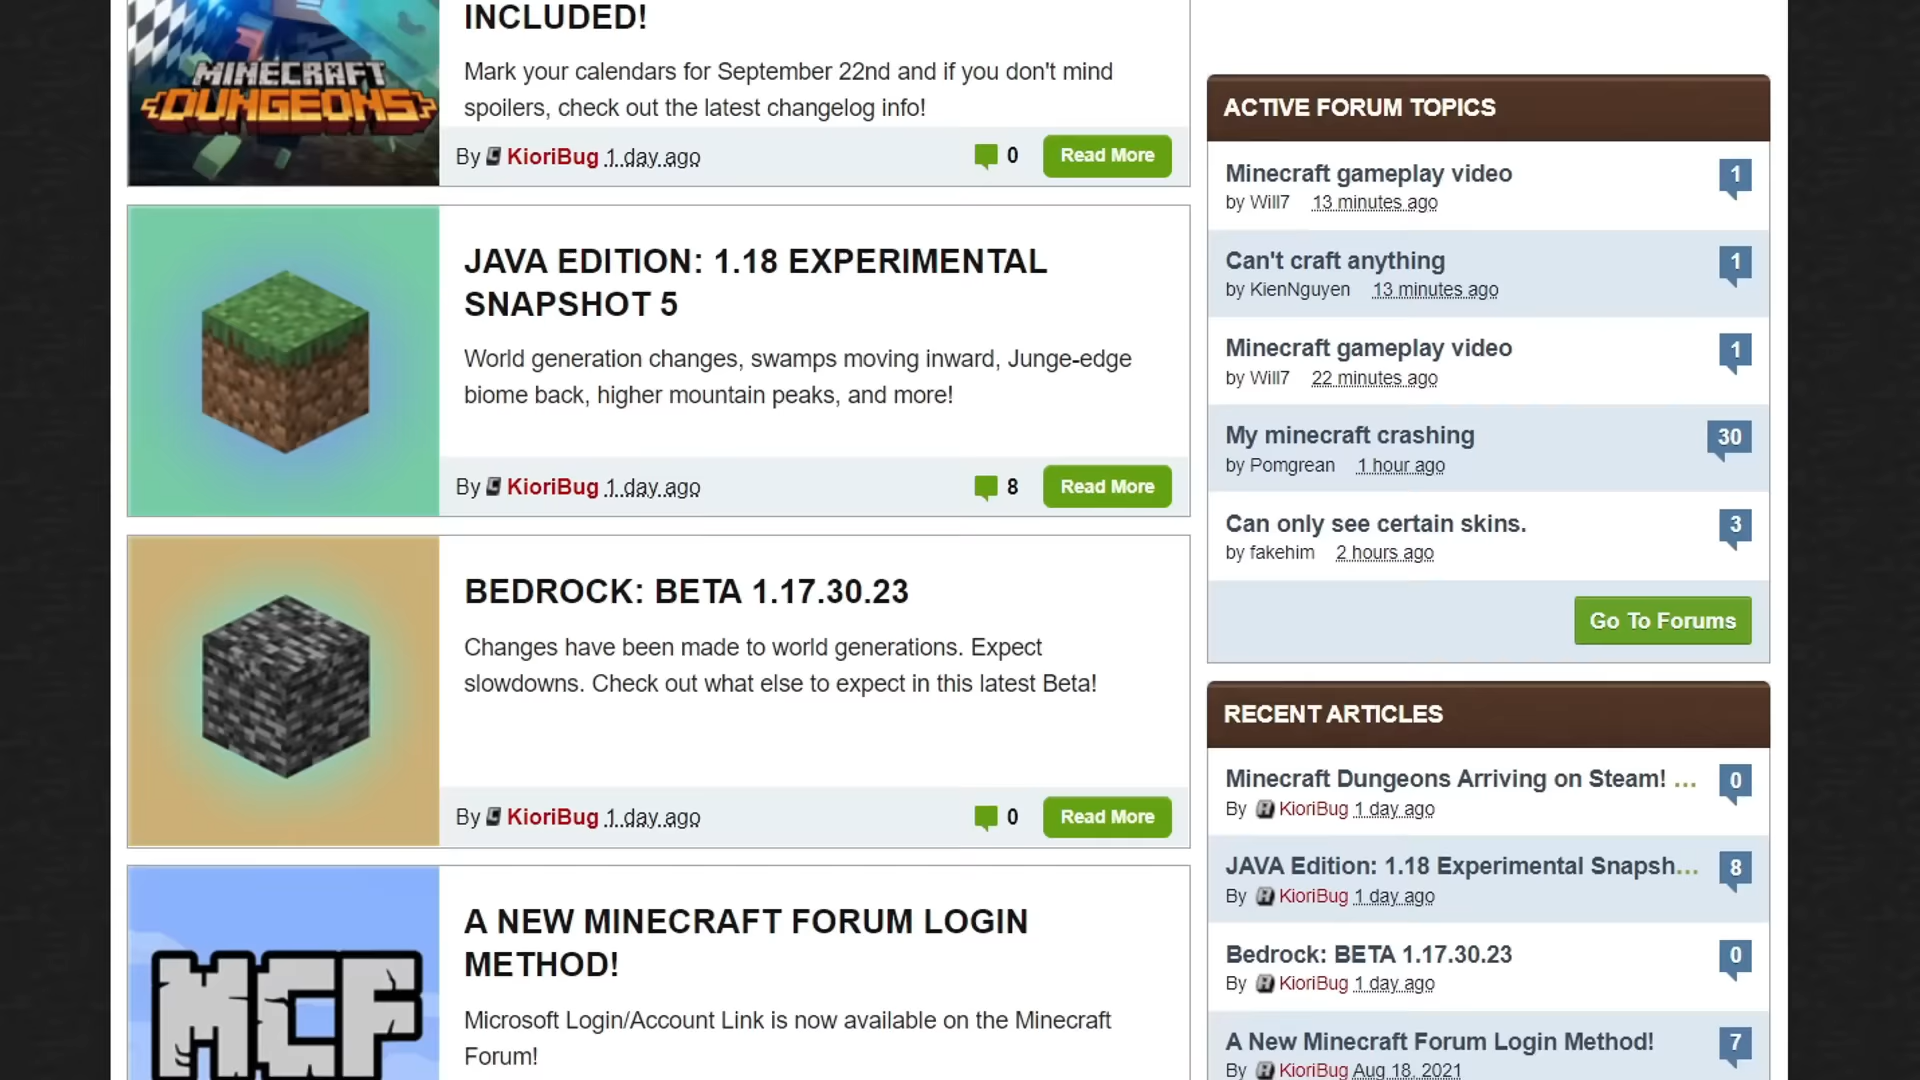 INCLUDED!
Mark your calendars for September 22nd and if you don't mind
spoilers, check out the latest changelog info!
By KioriBug 1 day ago 0 Read More
MINECRAFT
DUNGEONS
JAVA EDITION: 1.18 EXPERIMENTAL
SNAPSHOT 5
World generation changes, swamps moving inward, Junge-edge
biome back, higher mountain peaks, and more!
By KioriBug 1 day ago 8 Read More
BEDROCK: BETA 1.17.30.23
Changes have been made to world generations. Expect
slowdowns. Check out what else to expect in this latest Beta!
By KioriBug 1 day ago 0 Read More
MCF
A NEW MINECRAFT FORUM LOGIN
METHOD!
Microsoft Login/Account Link is now available on the Minecraft
Forum!
ACTIVE FORUM TOPICS
Minecraft gameplay video 1
by Will7 13 minutes ago
Can't craft anything 1
by KienNguyen 13 minutes ago
Minecraft gameplay video 1
by Will7 22 minutes ago
My minecraft crashing 30
by Pomgrean 1 hour ago
Can only see certain skins. 3
by fakehim 2 hours ago
Go To Forums
RECENT ARTICLES
Minecraft Dungeons Arriving on Steam! ... 0
By KioriBug 1 day ago
JAVA Edition: 1.18 Experimental Snapsh... 8
By KioriBug 1 day ago
Bedrock: BETA 1.17.30.23 0
By KioriBug 1 day ago
A New Minecraft Forum Login Method! 7
By KioriBug Aug 18, 2021